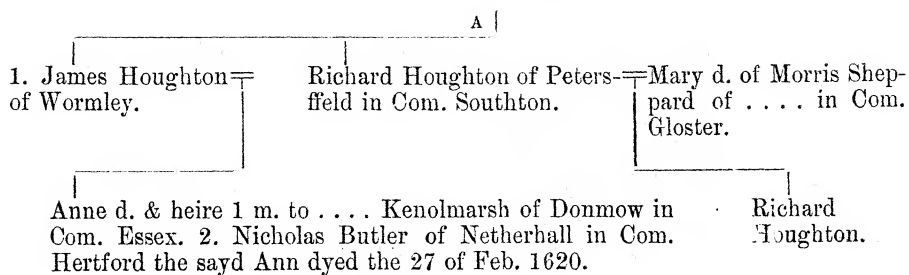 A
1. James Houghton
of Wormley.
Richard Houghton of Peters-
ffeld in Com. Southton.
Mary d. of Morris Shep-
pard of . . . . in Com.
Gloster.
Anne d. & heire 1 m. to . . . . Kenolmarsh of Donmow in
Com. Essex. 2. Nicholas Butler of Netherhall in Com.
Hertford the sayd Ann dyed the 27 of Feb. 1620.
Richard
Houghton.